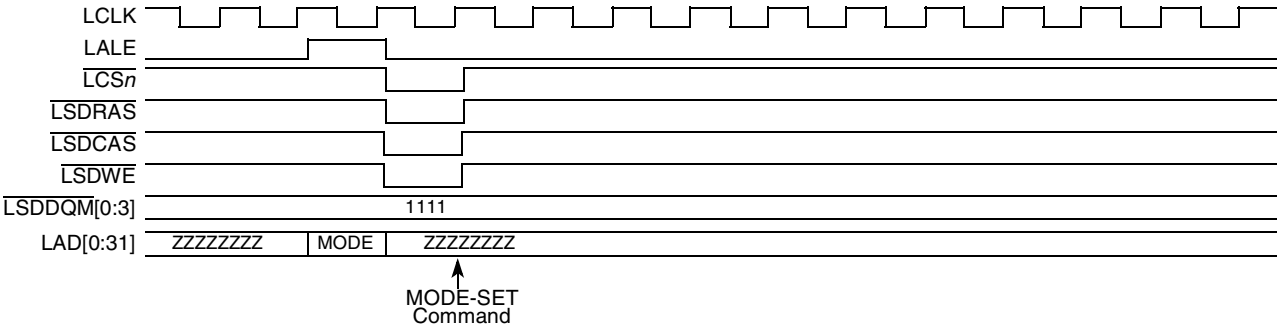 LCLK
LALE
LCSn
LSDRAS
LSDCAS
LSDWE
LSDDQM[0:3] 1111
LAD[0:31] ZZZZZZZZ MODE ZZZZZZZZ
MODE-SET
Command